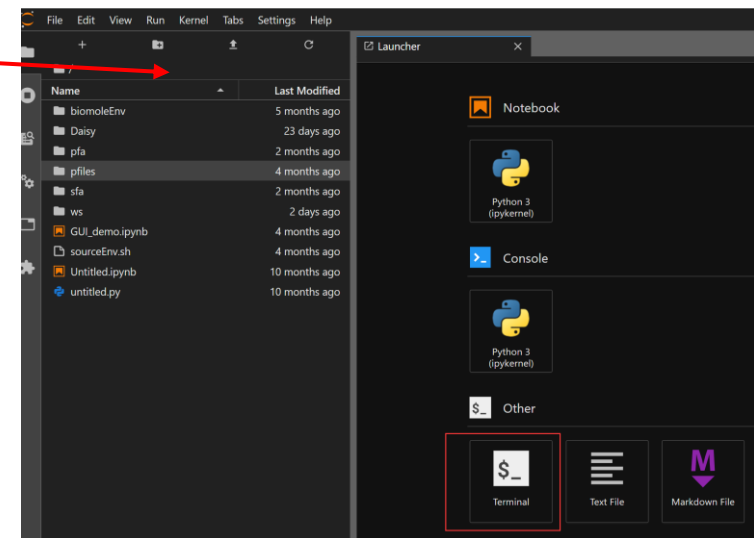 File Edit View Run Kernel Tabs Settings Help
Launcher
/
Name Last Modified
biomoleEnv 5 months ago
Daisy 23 days ago
pfa 2 months ago
pfiles 4 months ago
sfa 2 months ago
ws 2 days ago
GUI_demo.ipynb 4 months ago
sourceEnv.sh 4 months ago
Untitled.ipynb 10 months ago
untitled.py 10 months ago
Notebook
Python 3
(ipykernel)
>_ Console
Python 3
(ipykernel)
$_ Other
$_
Terminal
Text File
M
Markdown File